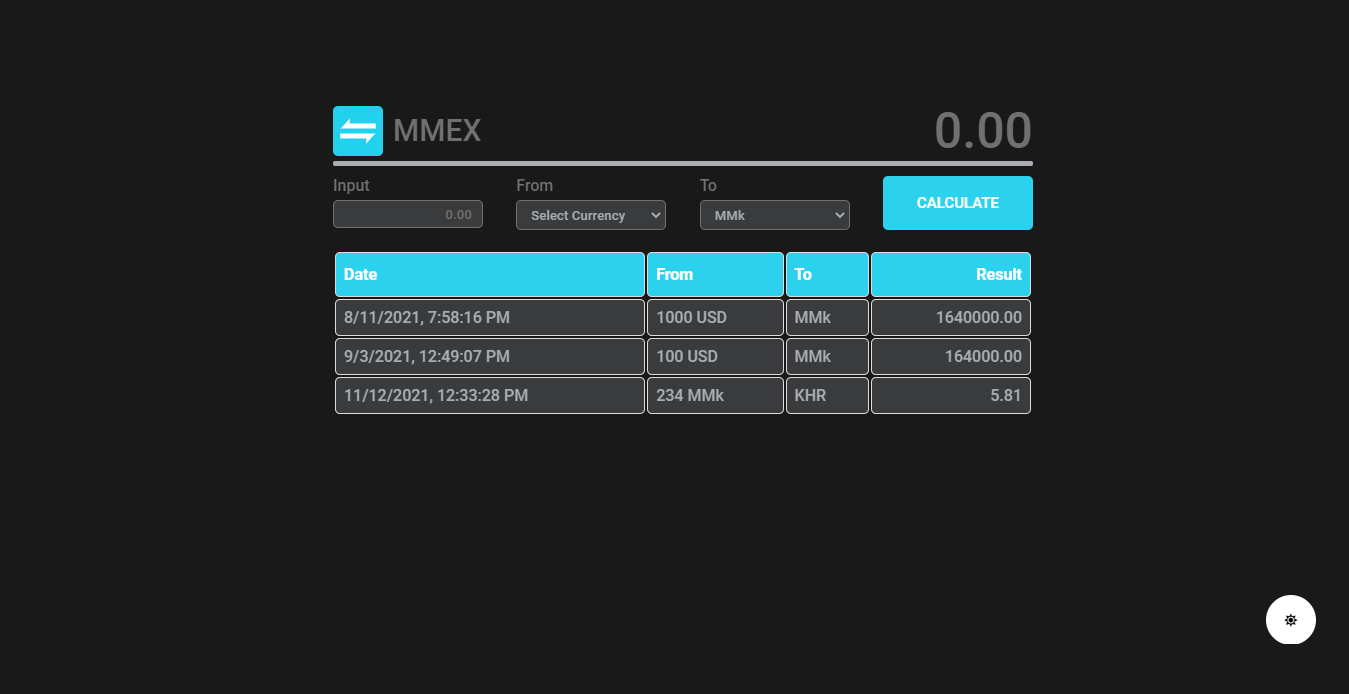 MMEX 0.00
Input From To
0.00 Select Currency MMk CALCULATE
Date From To Result
8/11/2021, 7:58:16 PM 1000 USD MMk 1640000.00
9/3/2021, 12:49:07 PM 100 USD MMk 164000.00
11/12/2021, 12:33:28 PM 234 MMk KHR 5.81